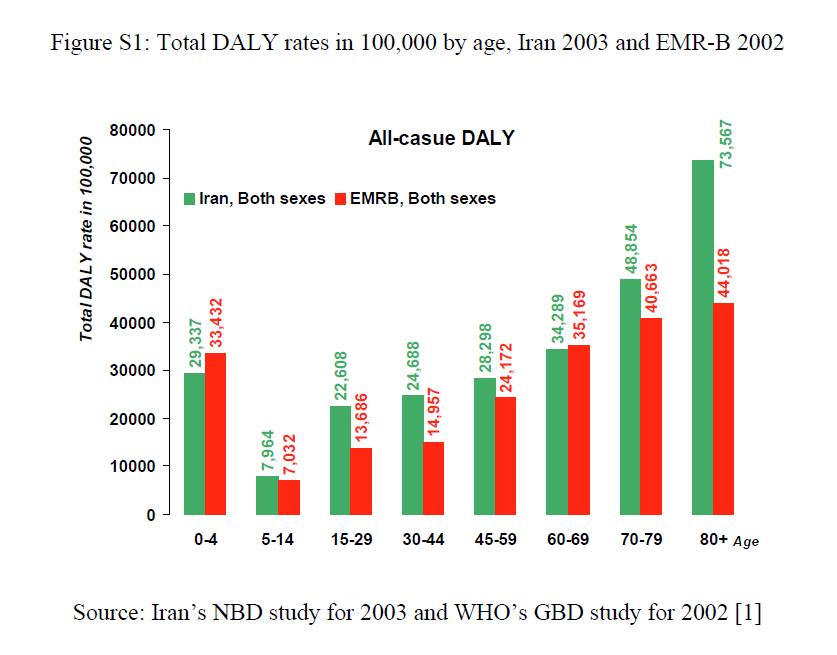 Figure S1: Total DALY rates in 100,000 by age, Iran 2003 and EMR-B 2002
All-casue DALY
Total DALY rate in 100,000
80000
70000
60000
50000
40000
30000
20000
10000
0
Iran, Both sexes EMRB, Both sexes
29,337 33,432
7,964 7,032
22,608 13,686
24,688 14,957
28,298 24,172
34,289 35,169
48,854 40,663
73,567 44,018
0-4 5-14 15-29 30-44 45-59 60-69 70-79 80+ Age
Source: Iran’s NBD study for 2003 and WHO’s GBD study for 2002 [1]